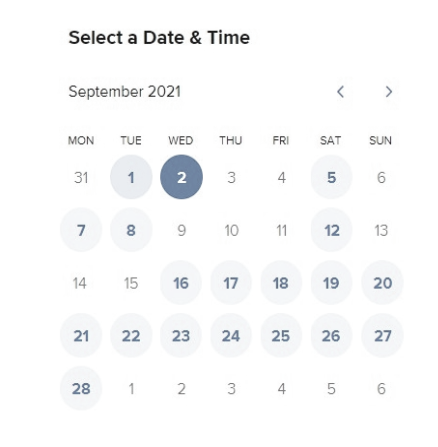 Select a Date & Time
September 2021
MON TUE WED THU FRI SAT SUN
31 1 2 3 4 5 6
7 8 9 10 11 12 13
14 15 16 17 18 19 20
21 22 23 24 25 26 27
28 1 2 3 4 5 6